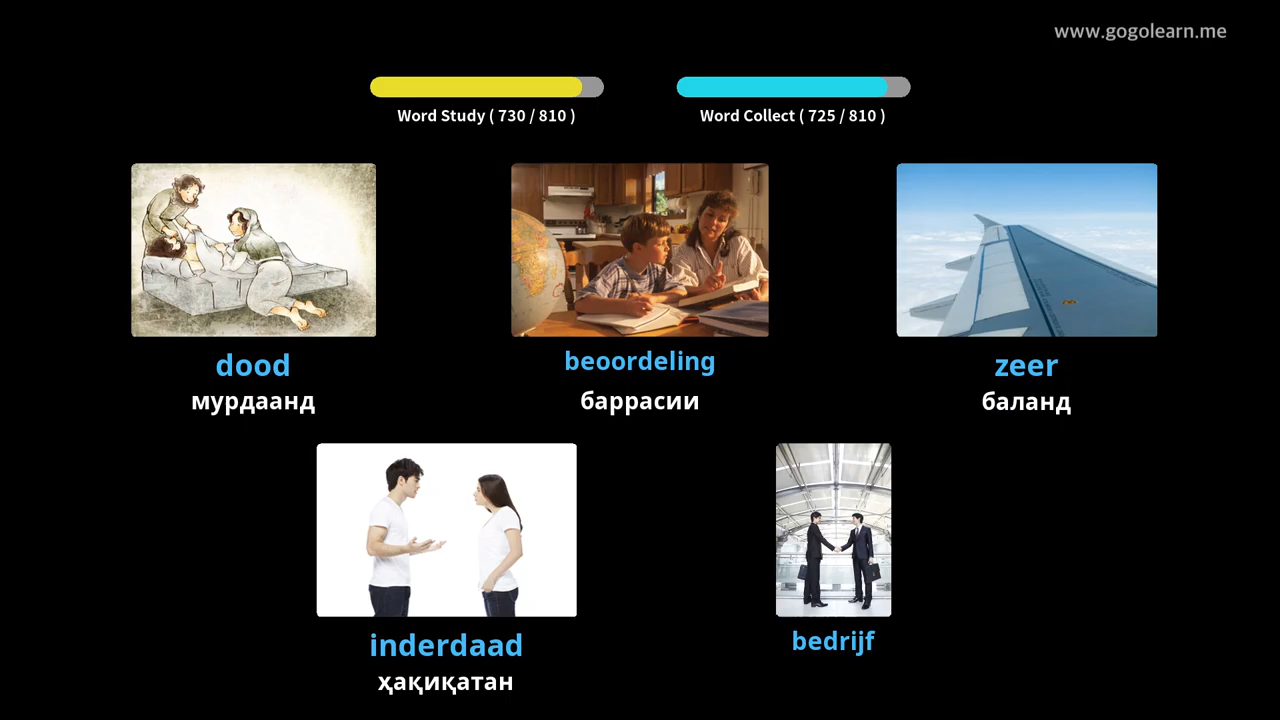 www.gogolearn.me
Word Study ( 730 / 810 )
Word Collect ( 725 / 810 )
dood
мурдаанд
beoordeling
баррасии
zeer
баланд
inderdaad
ҳақиқатан
bedrijf